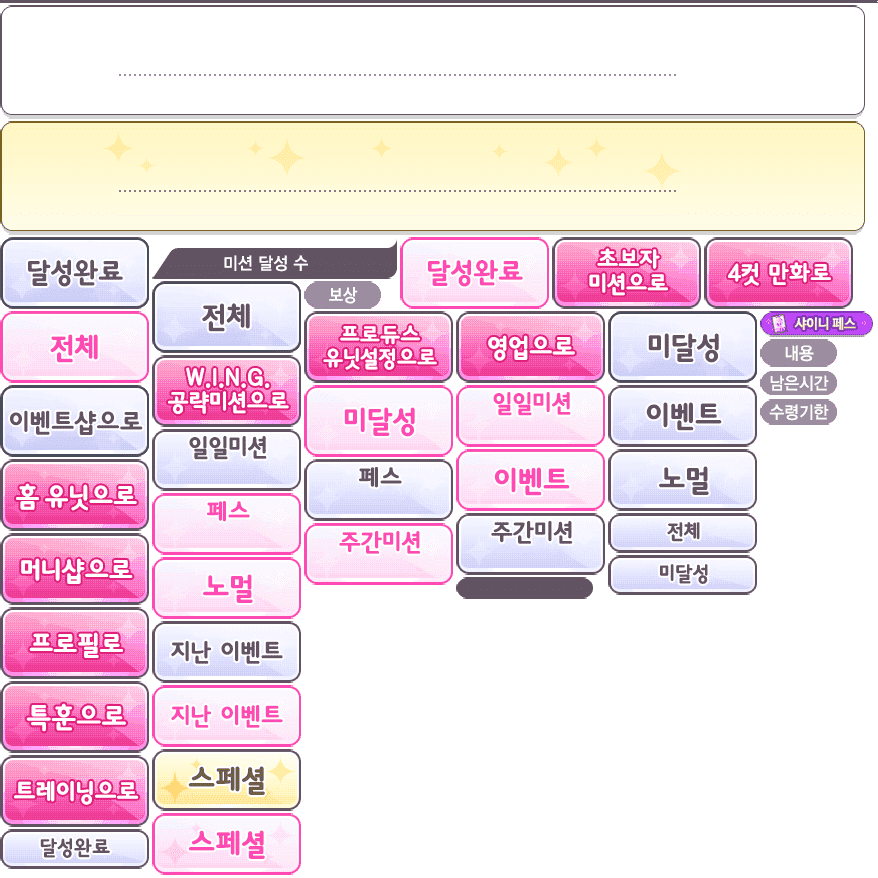 달성완료
미션 달성 수
달성완료
초보자
미션으로
4컷 만화로
전체
전체
보상
프로듀스
유닛설정으로
영업으로
미달성
샤이니 페스
내용
남은시간
수령기한
W.I.N.G.
공략미션으로
이벤트샵으로
일일미션
미달성
일일미션
이벤트
홈 유닛으로
페스
페스
이벤트
노멀
머니샵으로
노멀
주간미션
주간미션
전체
미달성
프로필로
지난 이벤트
특훈으로
지난 이벤트
트레이닝으로
스페셜
달성완료
스페셜